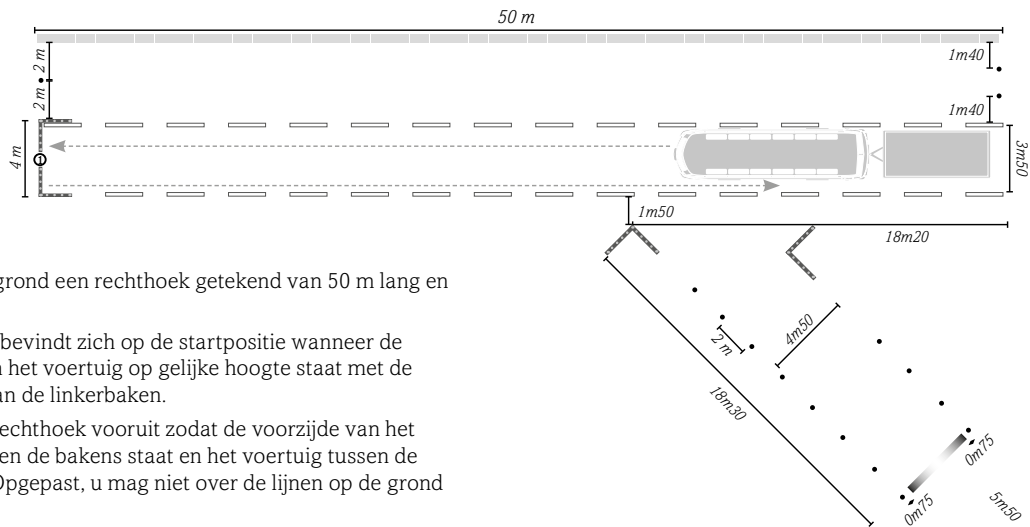 50 m
2 m
1m40
2 m
1m40
4 m
1
3m50
1m50
18m20
grond een rechthoek getekend van 50 m lang en
bevindt zich op de startpositie wanneer de
het voertuig op gelijke hoogte staat met de
an de linkerbaken.
echthoek vooruit zodat de voorzijde van het
en de bakens staat en het voertuig tussen de
Opgepast, u mag niet over de lijnen op de grond
2 m
4m50
18m30
0m75
0m75
5m50